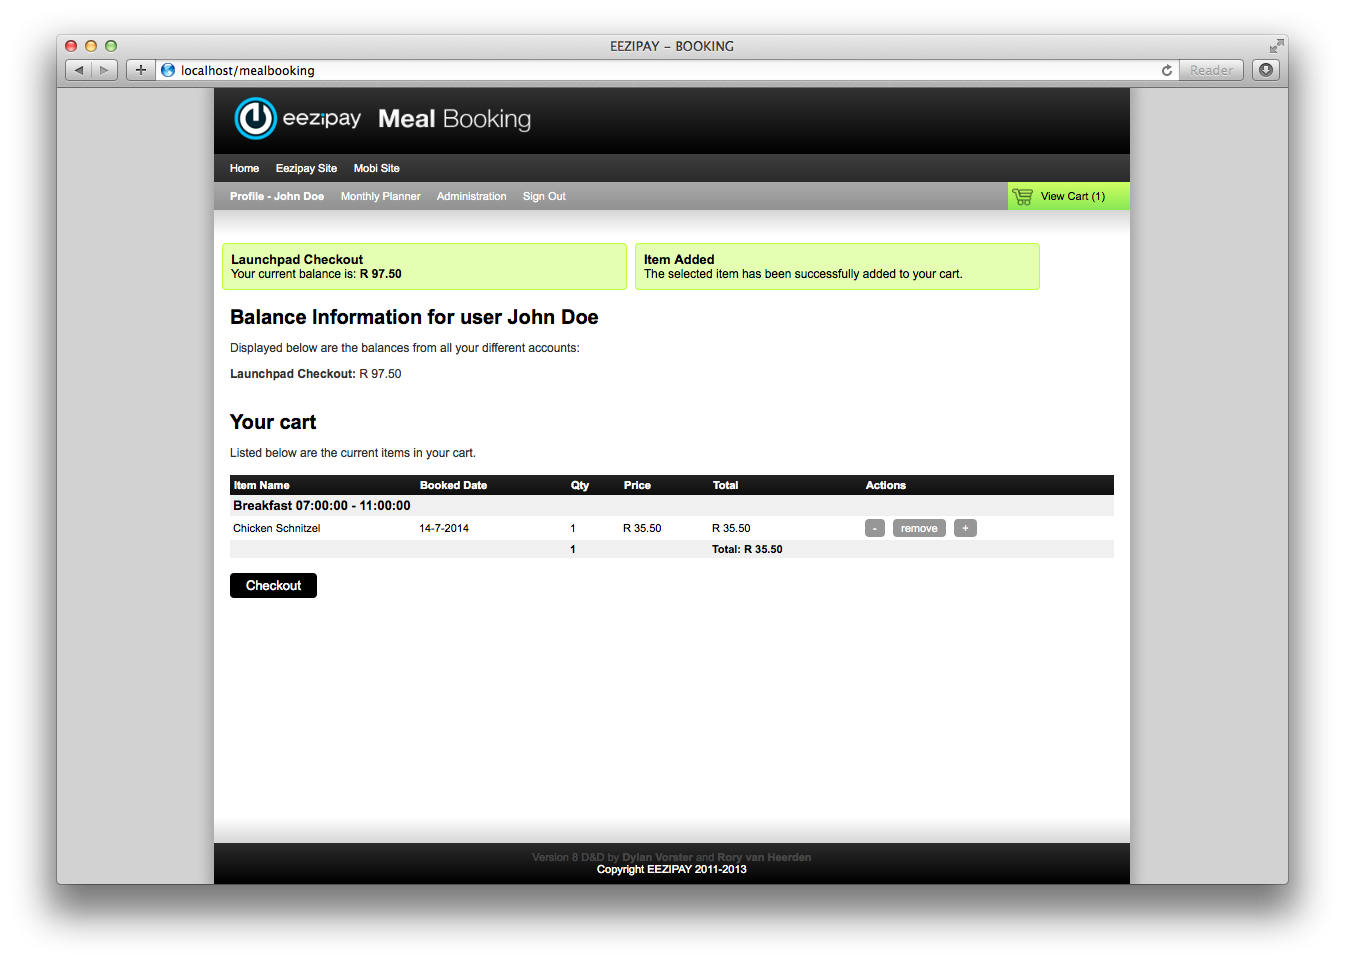 EEZIPAY – BOOKING
localhost/mealbooking
Reader
eezipay Meal Booking
Home Eezipay Site Mobi Site
Profile - John Doe Monthly Planner Administration Sign Out View Cart (1)
Launchpad Checkout
Your current balance is: R 97.50
Item Added
The selected item has been successfully added to your cart.
Balance Information for user John Doe
Displayed below are the balances from all your different accounts:
Launchpad Checkout: R 97.50
Your cart
Listed below are the current items in your cart.
Item Name Booked Date Qty Price Total Actions
Breakfast 07:00:00 - 11:00:00
Chicken Schnitzel 14-7-2014 1 R 35.50 R 35.50 - remove +
1 Total: R 35.50
Checkout
Version 8 D&D by Dylan Vorster and Rory van Heerden
Copyright EEZIPAY 2011-2013